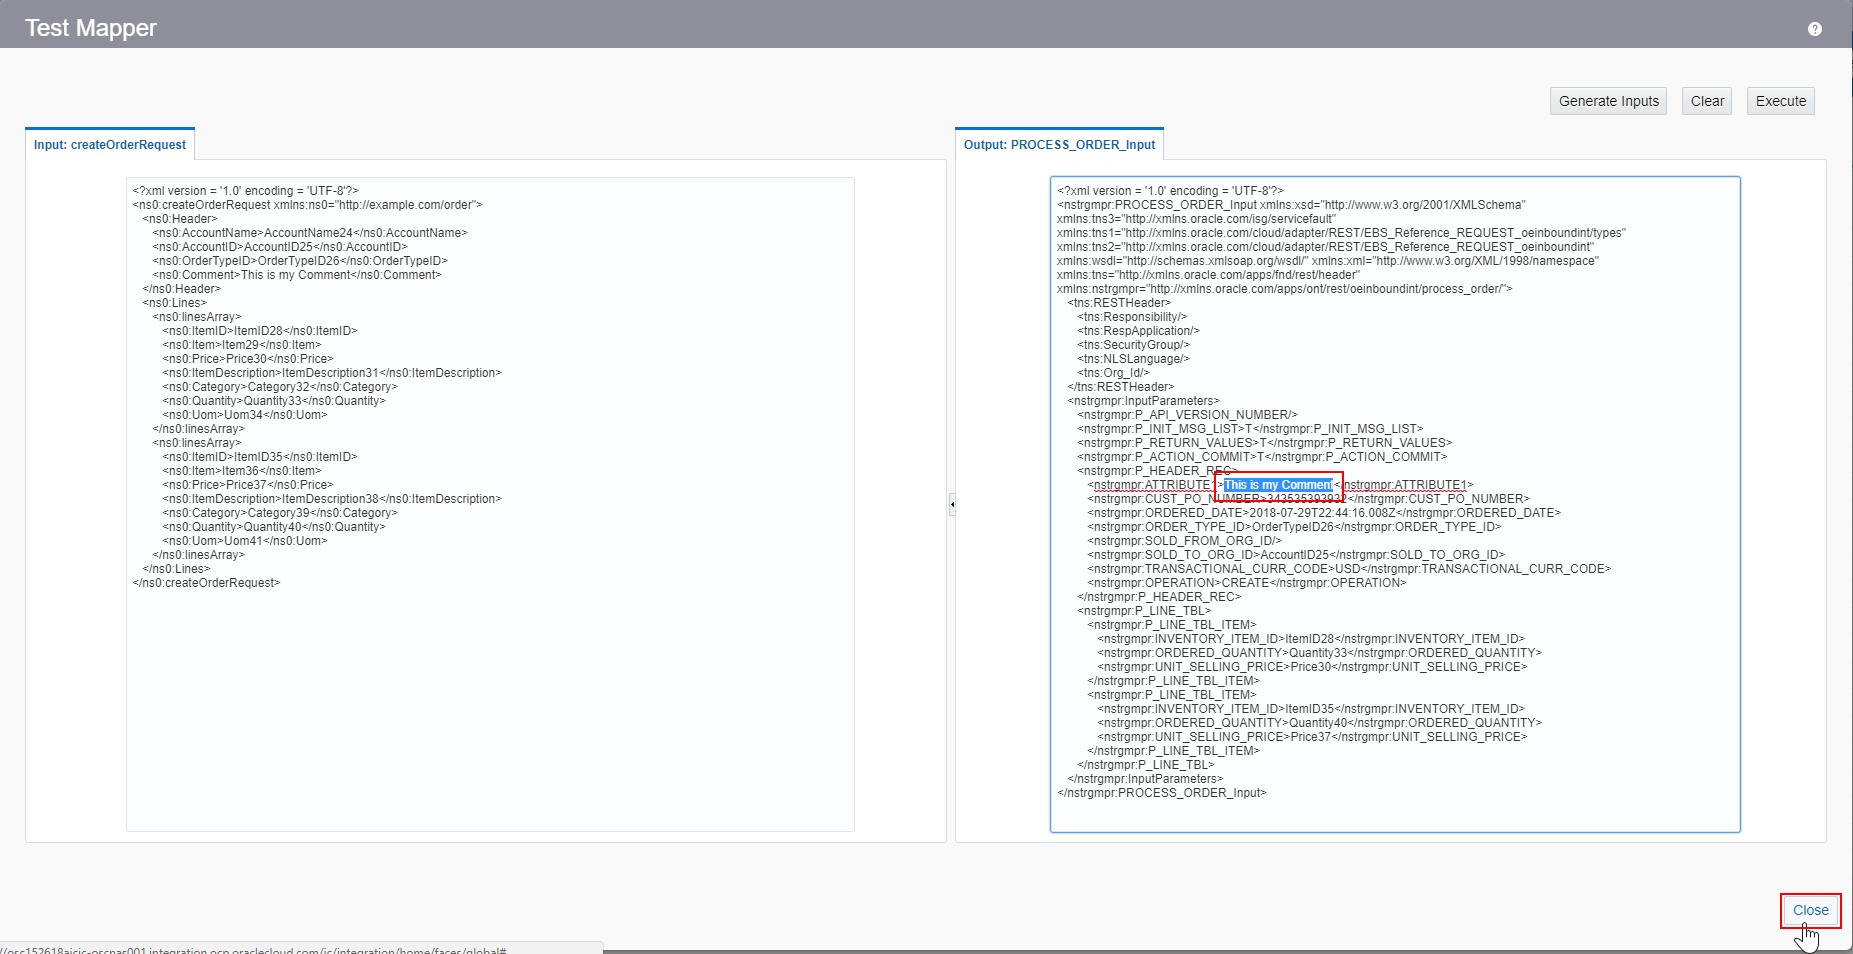 Test Mapper
?
Generate Inputs
Clear
Execute
Input: createOrderRequest
<?xml version = '1.0' encoding = 'UTF-8'?>
<ns0:createOrderRequest xmlns:ns0="http://example.com/order">
<ns0:Header>
<ns0:AccountName>AccountName24</ns0:AccountName>
<ns0:AccountID>AccountID25</ns0:AccountID>
<ns0:OrderTypeID>OrderTypeID26</ns0:OrderTypeID>
<ns0:Comment>This is my Comment</ns0:Comment>
</ns0:Header>
<ns0:Lines>
<ns0:linesArray>
<ns0:ItemID>ItemID28</ns0:ItemID>
<ns0:Item>Item29</ns0:Item>
<ns0:Price>Price30</ns0:Price>
<ns0:ItemDescription>ItemDescription31</ns0:ItemDescription>
<ns0:Category>Category32</ns0:Category>
<ns0:Quantity>Quantity33</ns0:Quantity>
<ns0:Uom>Uom34</ns0:Uom>
</ns0:linesArray>
<ns0:linesArray>
<ns0:ItemID>ItemID35</ns0:ItemID>
<ns0:Item>Item36</ns0:Item>
<ns0:Price>Price37</ns0:Price>
<ns0:ItemDescription>ItemDescription38</ns0:ItemDescription>
<ns0:Category>Category39</ns0:Category>
<ns0:Quantity>Quantity40</ns0:Quantity>
<ns0:Uom>Uom41</ns0:Uom>
</ns0:linesArray>
</ns0:Lines>
</ns0:createOrderRequest>
Output: PROCESS_ORDER_Input
<?xml version = '1.0' encoding = 'UTF-8'?>
<nstrgmpr:PROCESS_ORDER_Input xmlns:xsd="http://www.w3.org/2001/XMLSchema"
xmlns:tns3="http://xmlns.oracle.com/isg/servicefault"
xmlns:tns1="http://xmlns.oracle.com/cloud/adapter/REST/EBS_Reference_REQUEST_oeinboundint/types"
xmlns:tns2="http://xmlns.oracle.com/cloud/adapter/REST/EBS_Reference_REQUEST_oeinboundint"
xmlns:wsdl="http://schemas.xmlsoap.org/wsdl/" xmlns:xml="http://www.w3.org/XML/1998/namespace"
xmlns:tns="http://xmlns.oracle.com/apps/fnd/rest/header"
xmlns:nstrgmpr="http://xmlns.oracle.com/apps/ont/rest/oeinboundint/process_order/">
<tns:RESTHeader>
<tns:Responsibility/>
<tns:RespApplication/>
<tns:SecurityGroup/>
<tns:NLSLanguage/>
<tns:Org_Id/>
</tns:RESTHeader>
<nstrgmpr:InputParameters>
<nstrgmpr:P_API_VERSION_NUMBER/>
<nstrgmpr:P_INIT_MSG_LIST>T</nstrgmpr:P_INIT_MSG_LIST>
<nstrgmpr:P_RETURN_VALUES>T</nstrgmpr:P_RETURN_VALUES>
<nstrgmpr:P_ACTION_COMMIT>T</nstrgmpr:P_ACTION_COMMIT>
<nstrgmpr:P_HEADER_REC>
<nstrgmpr:ATTRIBUTE1>This is my Comment</nstrgmpr:ATTRIBUTE1>
<nstrgmpr:CUST_PO_NUMBER>343535393932</nstrgmpr:CUST_PO_NUMBER>
<nstrgmpr:ORDERED_DATE>2018-07-29T22:44:16.008Z</nstrgmpr:ORDERED_DATE>
<nstrgmpr:ORDER_TYPE_ID>OrderTypeID26</nstrgmpr:ORDER_TYPE_ID>
<nstrgmpr:SOLD_FROM_ORG_ID/>
<nstrgmpr:SOLD_TO_ORG_ID>AccountID25</nstrgmpr:SOLD_TO_ORG_ID>
<nstrgmpr:TRANSACTIONAL_CURR_CODE>USD</nstrgmpr:TRANSACTIONAL_CURR_CODE>
<nstrgmpr:OPERATION>CREATE</nstrgmpr:OPERATION>
</nstrgmpr:P_HEADER_REC>
<nstrgmpr:P_LINE_TBL>
<nstrgmpr:P_LINE_TBL_ITEM>
<nstrgmpr:INVENTORY_ITEM_ID>ItemID28</nstrgmpr:INVENTORY_ITEM_ID>
<nstrgmpr:ORDERED_QUANTITY>Quantity33</nstrgmpr:ORDERED_QUANTITY>
<nstrgmpr:UNIT_SELLING_PRICE>Price30</nstrgmpr:UNIT_SELLING_PRICE>
</nstrgmpr:P_LINE_TBL_ITEM>
<nstrgmpr:P_LINE_TBL_ITEM>
<nstrgmpr:INVENTORY_ITEM_ID>ItemID35</nstrgmpr:INVENTORY_ITEM_ID>
<nstrgmpr:ORDERED_QUANTITY>Quantity40</nstrgmpr:ORDERED_QUANTITY>
<nstrgmpr:UNIT_SELLING_PRICE>Price37</nstrgmpr:UNIT_SELLING_PRICE>
</nstrgmpr:P_LINE_TBL_ITEM>
</nstrgmpr:P_LINE_TBL>
</nstrgmpr:InputParameters>
</nstrgmpr:PROCESS_ORDER_Input>
Close